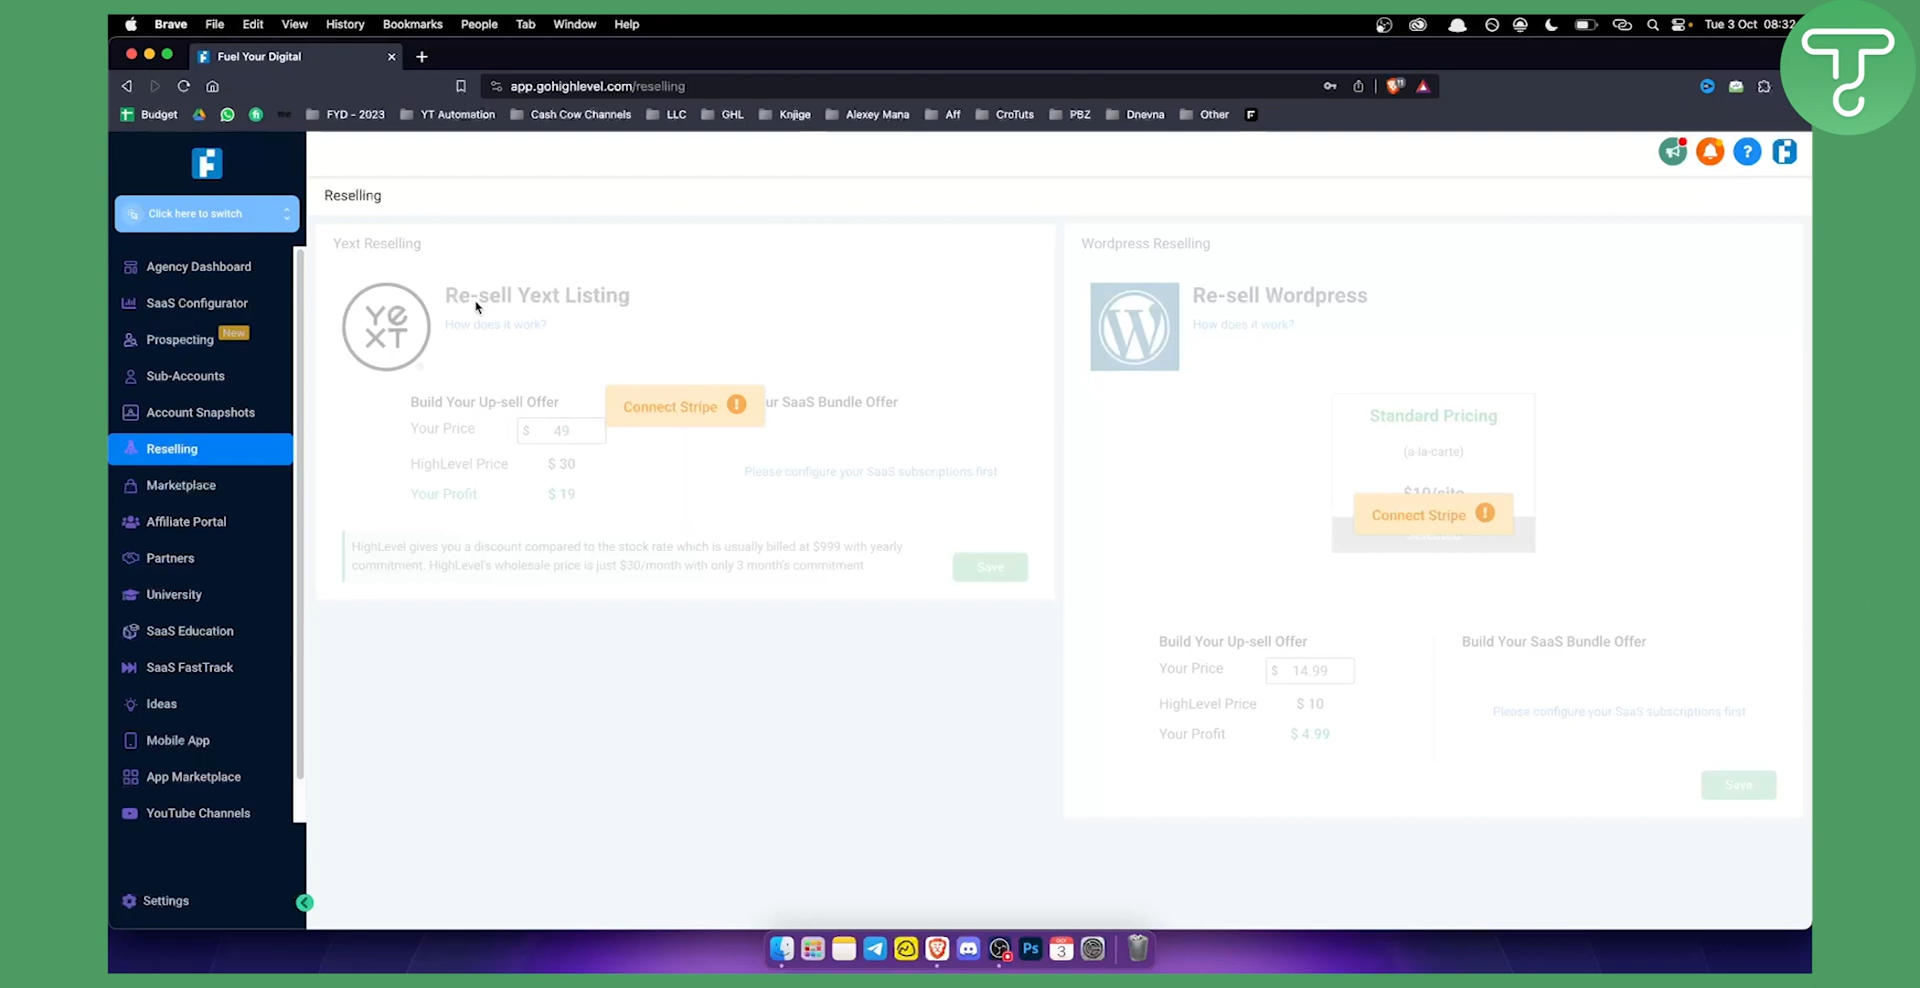 Brave File Edit View History Bookmarks People Tab Window Help Tue 3 Oct 08:32
Fuel Your Digital
app.gohighlevel.com/reselling
Budget FYD - 2023 YT Automation Cash Cow Channels LLC GHL Knjige Alexey Mana Aff CroTuts PBZ Dnevna Other
Click here to switch
Agency Dashboard
SaaS Configurator
Prospecting New
Sub-Accounts
Account Snapshots
Reselling
Marketplace
Affiliate Portal
Partners
University
SaaS Education
SaaS FastTrack
Ideas
Mobile App
App Marketplace
YouTube Channels
Settings
Reselling
Yext Reselling
YEXT
Re-sell Yext Listing
How does it work?
Connect Stripe
Build Your Up-sell Offer
ur SaaS Bundle Offer
Your Price $ 49
HighLevel Price $ 30
Your Profit $ 19
Please configure your SaaS subscriptions first
HighLevel gives you a discount compared to the stock rate which is usually billed at $999 with yearly
commitment. HighLevel's wholesale price is just $30/month with only 3 month's commitment
Save
Wordpress Reselling
Re-sell Wordpress
How does it work?
Standard Pricing
(a-la-carte)
$10/site
Connect Stripe
Build Your Up-sell Offer
Build Your SaaS Bundle Offer
Your Price $ 14.99
HighLevel Price $ 10
Your Profit $ 4.99
Please configure your SaaS subscriptions first
Save
Ps
OCT
3